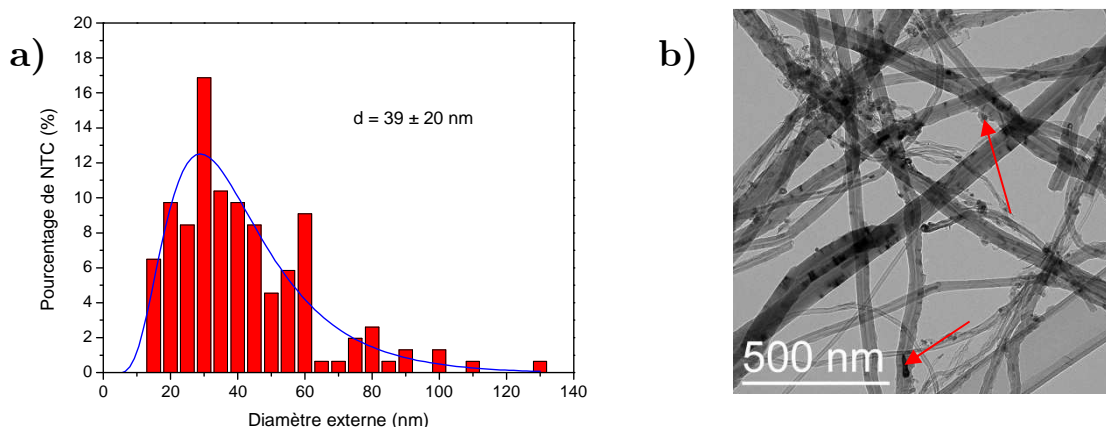 a)
Pourcentage de NTC (%)
20
18
16
14
12
10
8
6
4
2
0
d = 39 ± 20 nm
0 20 40 60 80 100 120 140
Diamètre externe (nm)
b)
500 nm